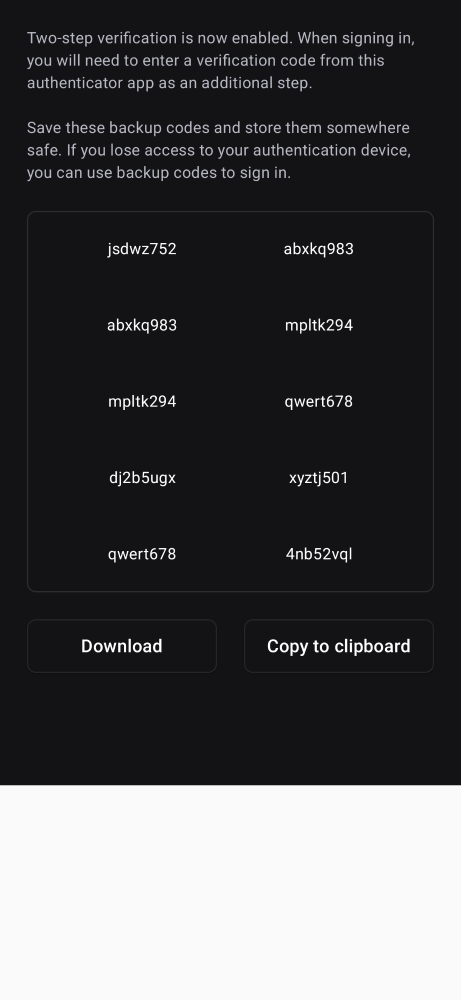 Two-step verification is now enabled. When signing in,
you will need to enter a verification code from this
authenticator app as an additional step.
Save these backup codes and store them somewhere
safe. If you lose access to your authentication device,
you can use backup codes to sign in.
jsdwz752 abxkq983
abxkq983 mpltk294
mpltk294 qwert678
dj2b5ugx xyztj501
qwert678 4nb52vql
Download Copy to clipboard